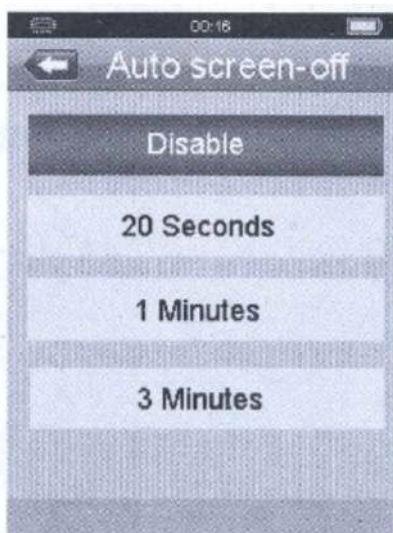 00:16
Auto screen-off
Disable
20 Seconds
1 Minutes
3 Minutes